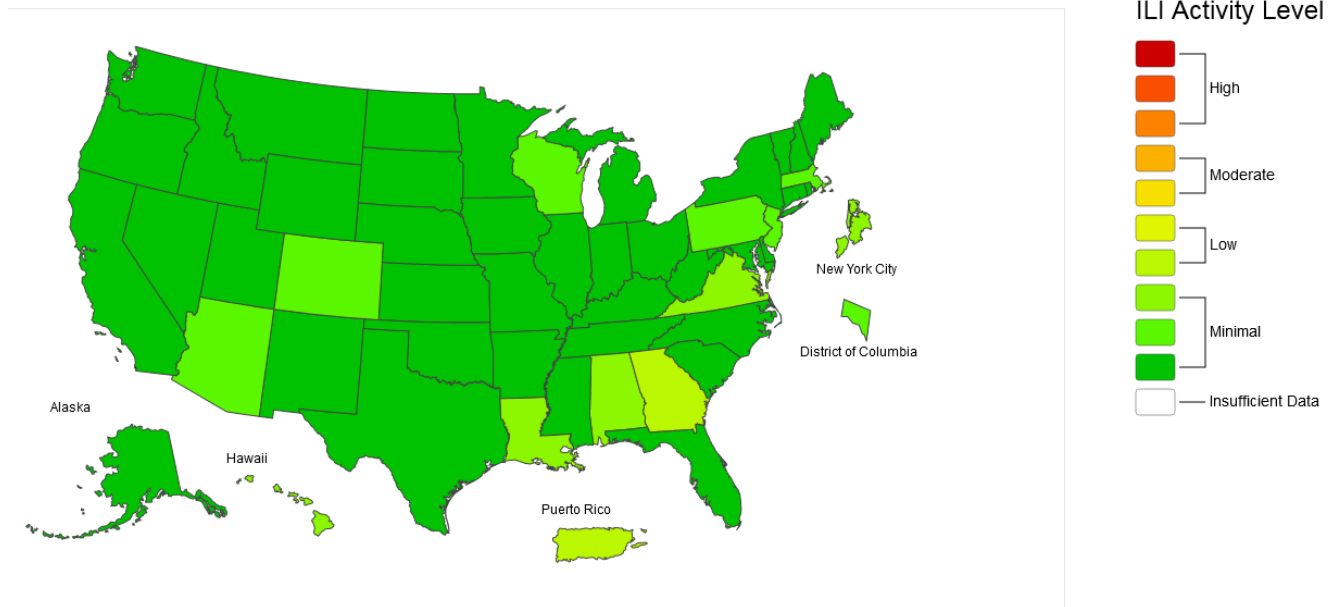 ILI Activity Level
High
Moderate
Low
Minimal
Insufficient Data
New York City
District of Columbia
Alaska
Hawaii
Puerto Rico